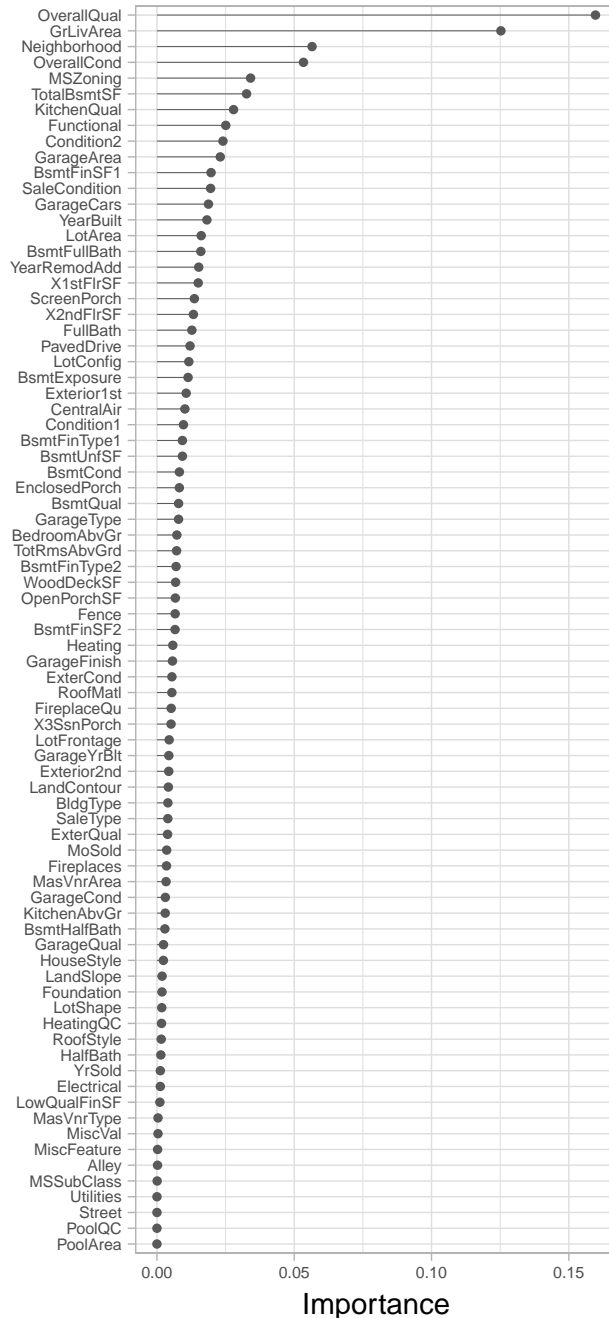 OverallQual
GrLivArea
Neighborhood
OverallCond
MSZoning
TotalBsmtSF
KitchenQual
Functional
Condition2
GarageArea
BsmtFinSF1
SaleCondition
GarageCars
YearBuilt
LotArea
BsmtFullBath
YearRemodAdd
X1stFlrSF
ScreenPorch
X2ndFlrSF
FullBath
PavedDrive
LotConfig
BsmtExposure
Exterior1st
CentralAir
Condition1
BsmtFinType1
BsmtUnfSF
BsmtCond
EnclosedPorch
BsmtQual
GarageType
BedroomAbvGr
TotRmsAbvGrd
BsmtFinType2
WoodDeckSF
OpenPorchSF
Fence
BsmtFinSF2
Heating
GarageFinish
ExterCond
RoofMatl
FireplaceQu
X3SsnPorch
LotFrontage
GarageYrBlt
Exterior2nd
LandContour
BldgType
SaleType
ExterQual
MoSold
Fireplaces
MasVnrArea
GarageCond
KitchenAbvGr
BsmtHalfBath
GarageQual
HouseStyle
LandSlope
Foundation
LotShape
HeatingQC
RoofStyle
HalfBath
YrSold
Electrical
LowQualFinSF
MasVnrType
MiscVal
MiscFeature
Alley
MSSubClass
Utilities
Street
PoolQC
PoolArea
0.00 0.05 0.10 0.15
Importance